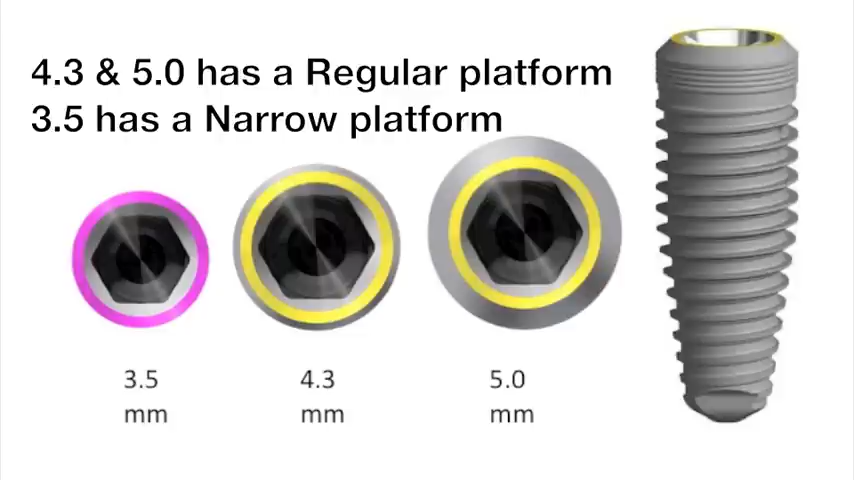 4.3 & 5.0 has a Regular platform
3.5 has a Narrow platform
3.5 mm
4.3 mm
5.0 mm